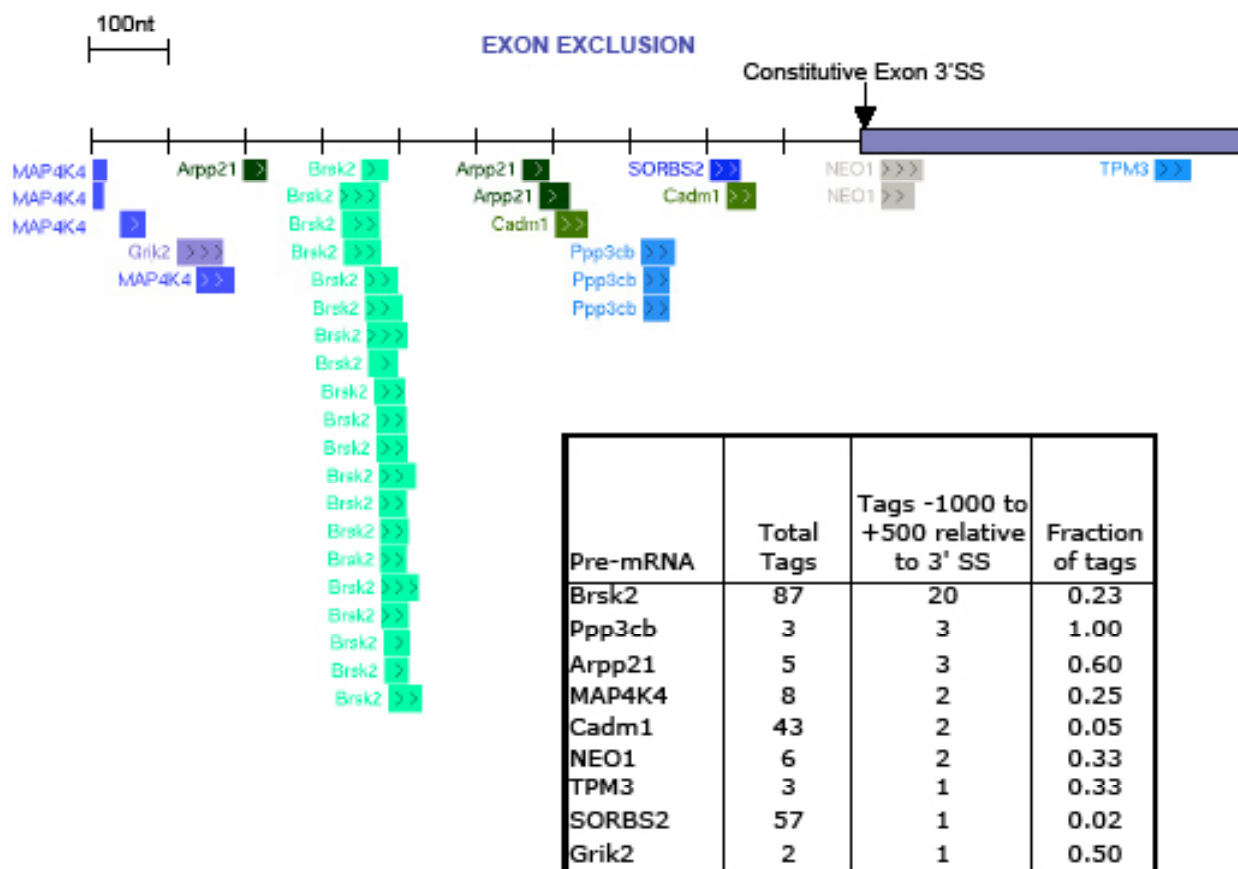 100nt
EXON EXCLUSION
Constitutive Exon 3'SS
MAP4K4 Arpp21 Brsk2 Arpp21 SORBS2 NEO1 TPM3
MAP4K4 Brsk2 Arpp21 Cadm1 NEO1
MAP4K4 Brsk2 Cadm1
Grik2 Brsk2 Ppp3cb
MAP4K4 Brsk2 Ppp3cb
Brsk2 Ppp3cb
Brsk2
Brsk2
Brsk2
Brsk2
Brsk2
Brsk2
Brsk2
Brsk2
Brsk2
Brsk2
Brsk2
Brsk2
Brsk2
Brsk2
Tags -1000 to
Total +500 relative Fraction
Pre-mRNA Tags to 3' SS of tags
Brsk2 87 20 0.23
Ppp3cb 3 3 1.00
Arpp21 5 3 0.60
MAP4K4 8 2 0.25
Cadm1 43 2 0.05
NEO1 6 2 0.33
TPM3 3 1 0.33
SORBS2 57 1 0.02
Grik2 2 1 0.50